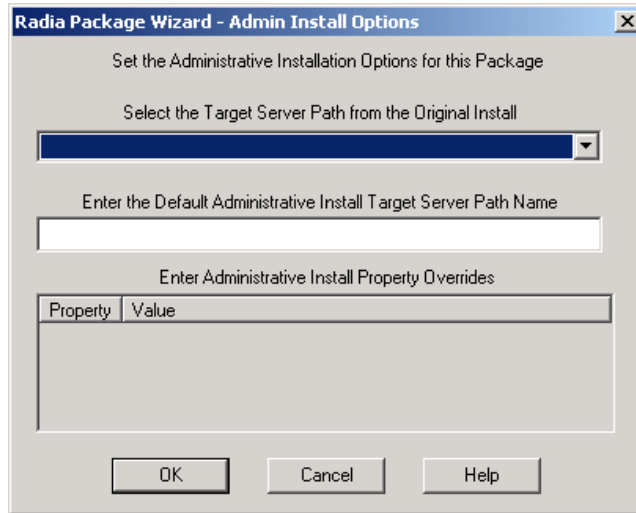 Radia Package Wizard - Admin Install Options
Set the Administrative Installation Options for this Package
Select the Target Server Path from the Original Install
Enter the Default Administrative Install Target Server Path Name
Enter Administrative Install Property Overrides
Property Value
OK Cancel Help